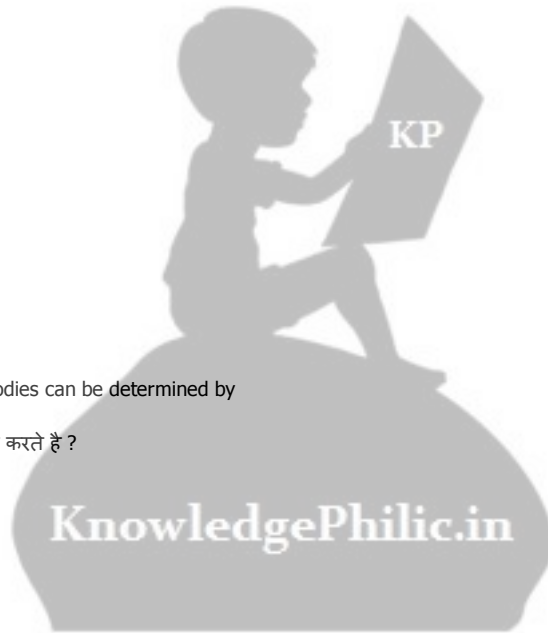 KP
odies can be determined by
करते है ?
KnowledgePhilic.in